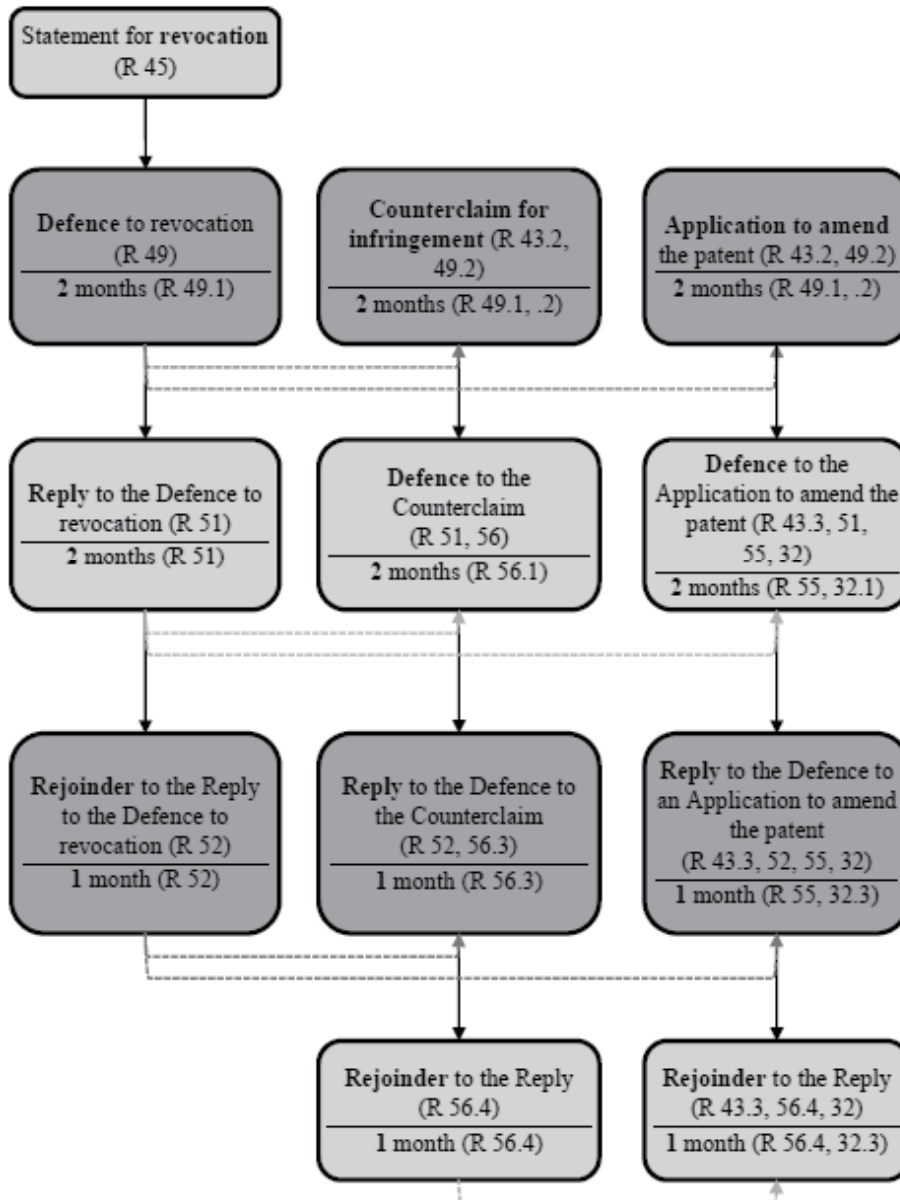 Statement for revocation
(R 45)
Defence to revocation
(R 49)
2 months (R 49.1)
Counterclaim for
infringement (R 43.2,
49.2)
2 months (R 49.1, .2)
Application to amend
the patent (R 43.2, 49.2)
2 months (R 49.1, .2)
Reply to the Defence to
revocation (R 51)
2 months (R 51)
Defence to the
Counterclaim
(R 51, 56)
2 months (R 56.1)
Defence to the
Application to amend the
patent (R 43.3, 51,
55, 32)
2 months (R 55, 32.1)
Rejoinder to the Reply
to the Defence to
revocation (R 52)
1 month (R 52)
Reply to the Defence to
the Counterclaim
(R 52, 56.3)
1 month (R 56.3)
Reply to the Defence to
an Application to amend
the patent
(R 43.3, 52, 55, 32)
1 month (R 55, 32.3)
Rejoinder to the Reply
(R 56.4)
1 month (R 56.4)
Rejoinder to the Reply
(R 43.3, 56.4, 32)
1 month (R 56.4, 32.3)